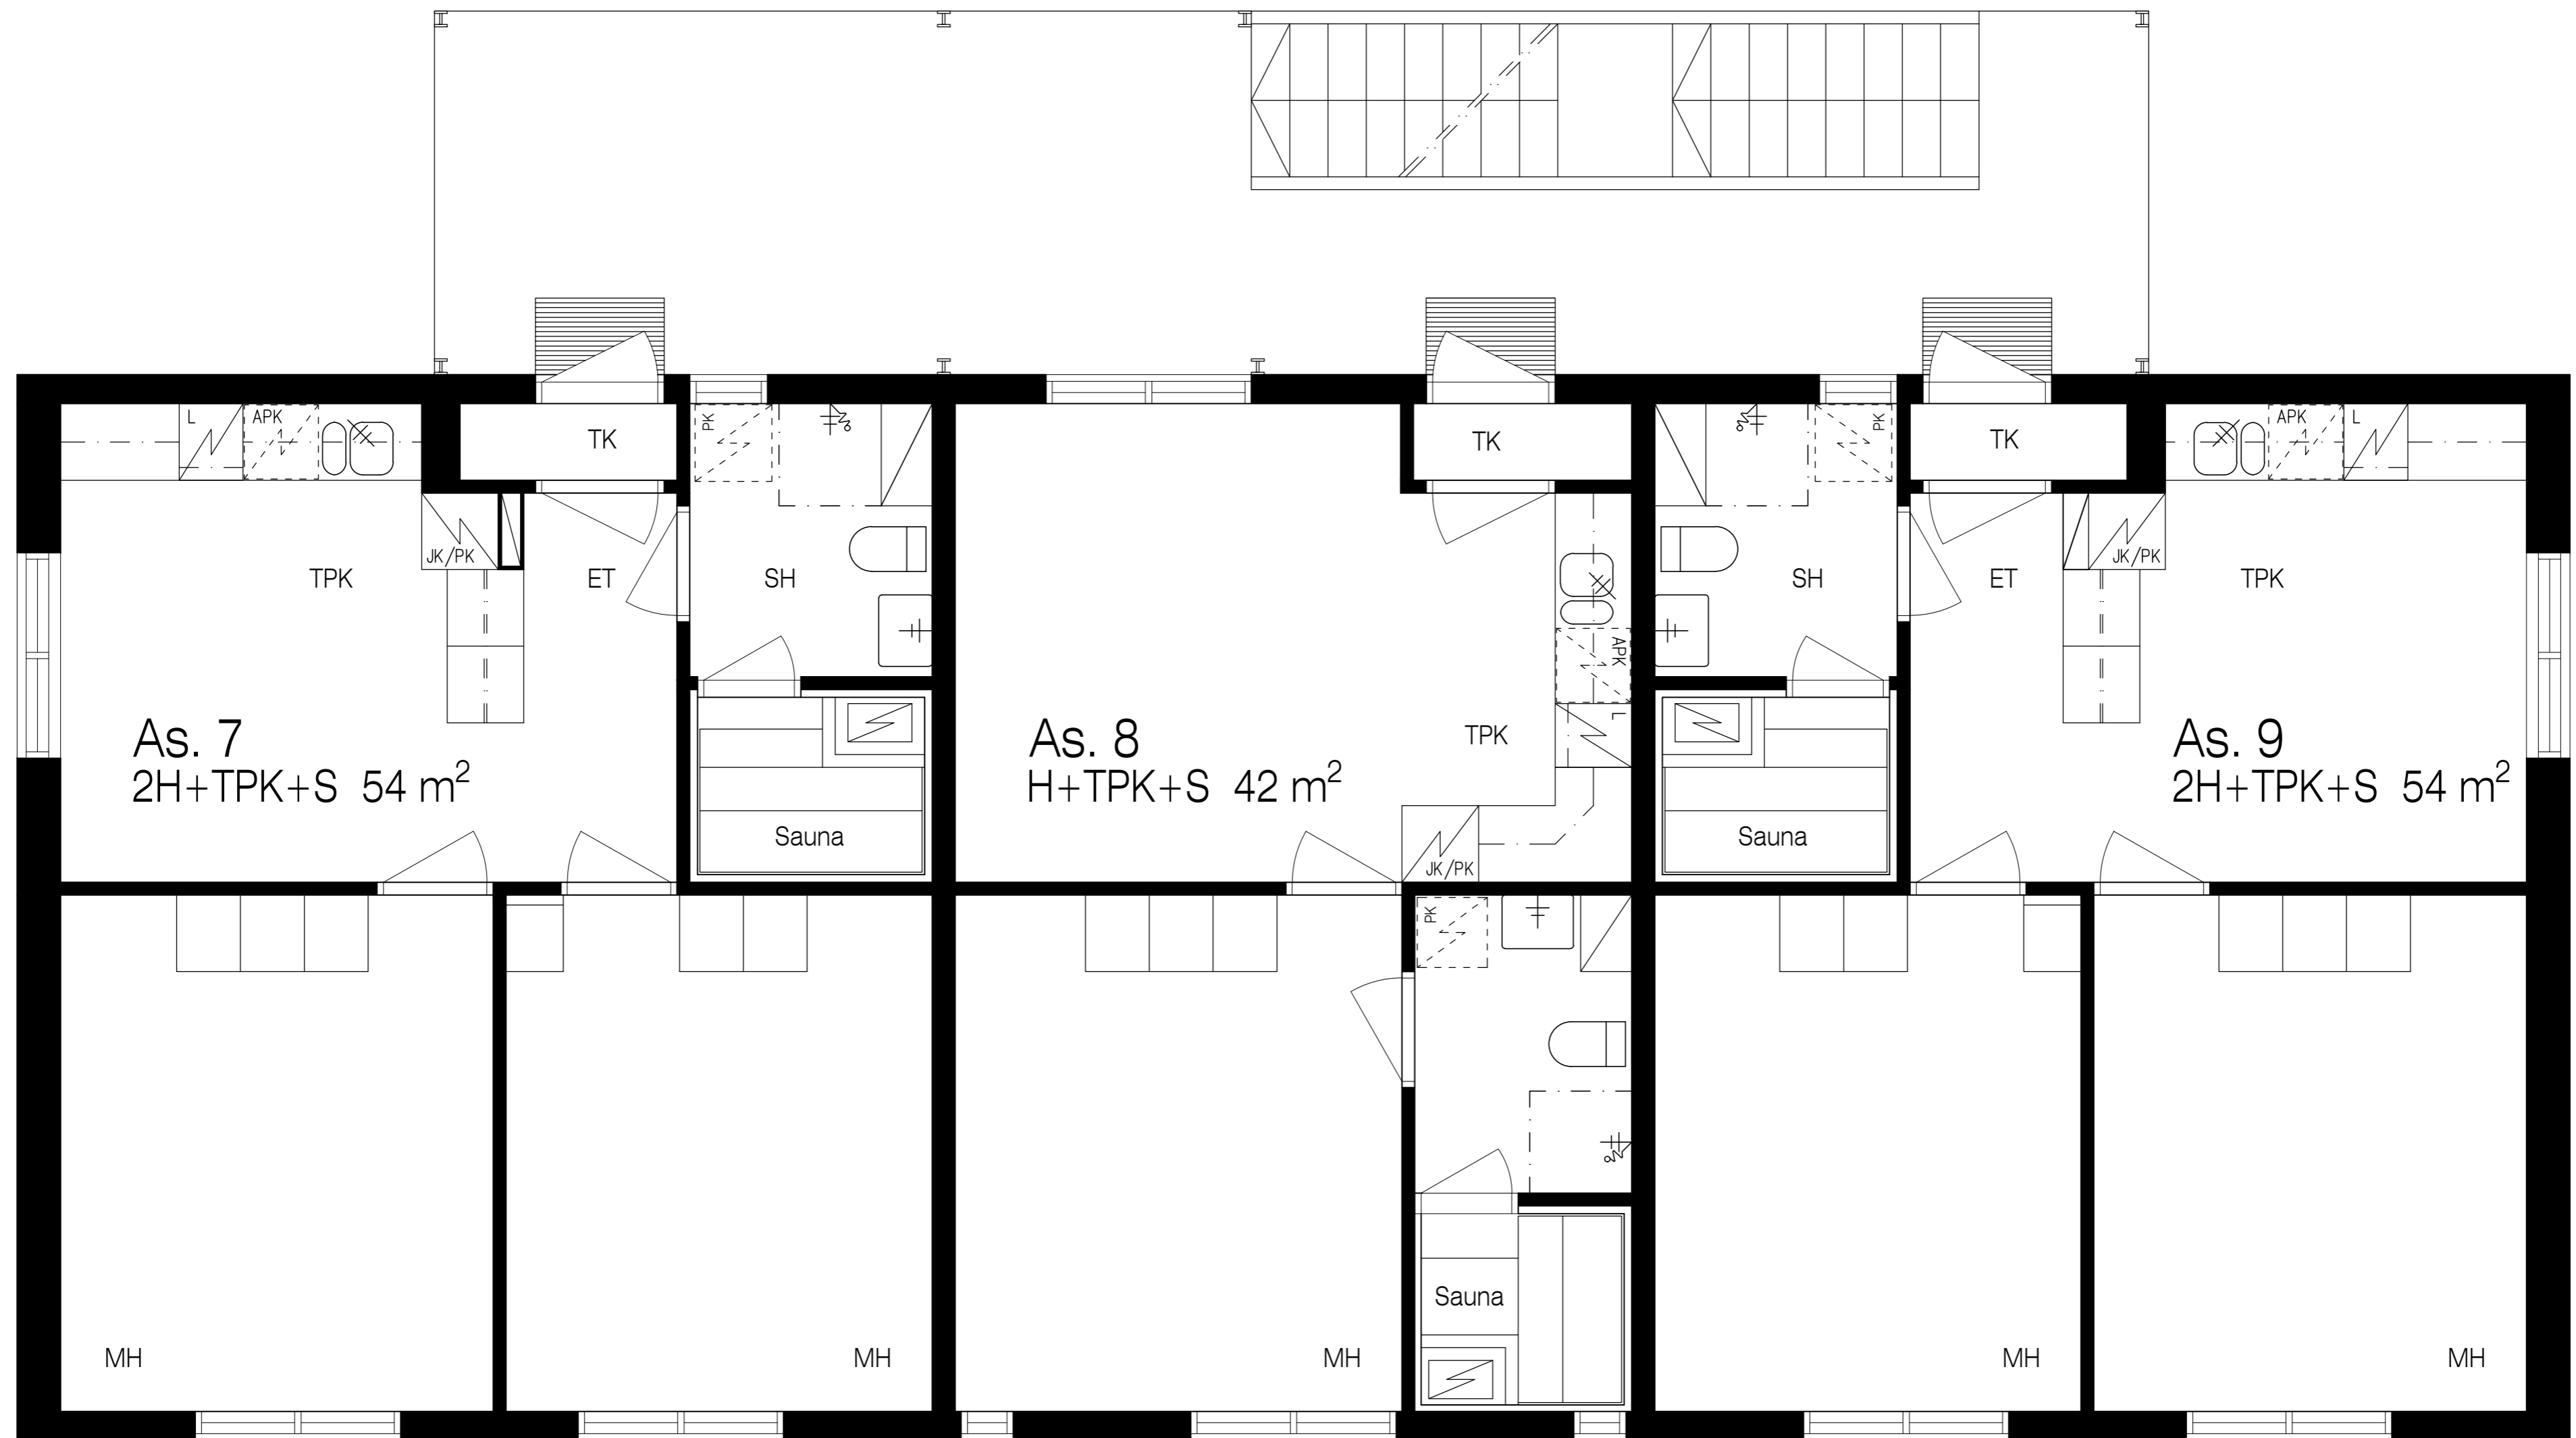 L APK
TK
PK
TK
PK
TK
APK L
JK/PK
TPK
ET
SH
SH
ET
JK/PK
TPK
APK
L
TPK
As. 7
2H+TPK+S 54 m²
Sauna
As. 8
H+TPK+S 42 m²
JK/PK
Sauna
As. 9
2H+TPK+S 54 m²
PK
Sauna
MH
MH
MH
MH
MH